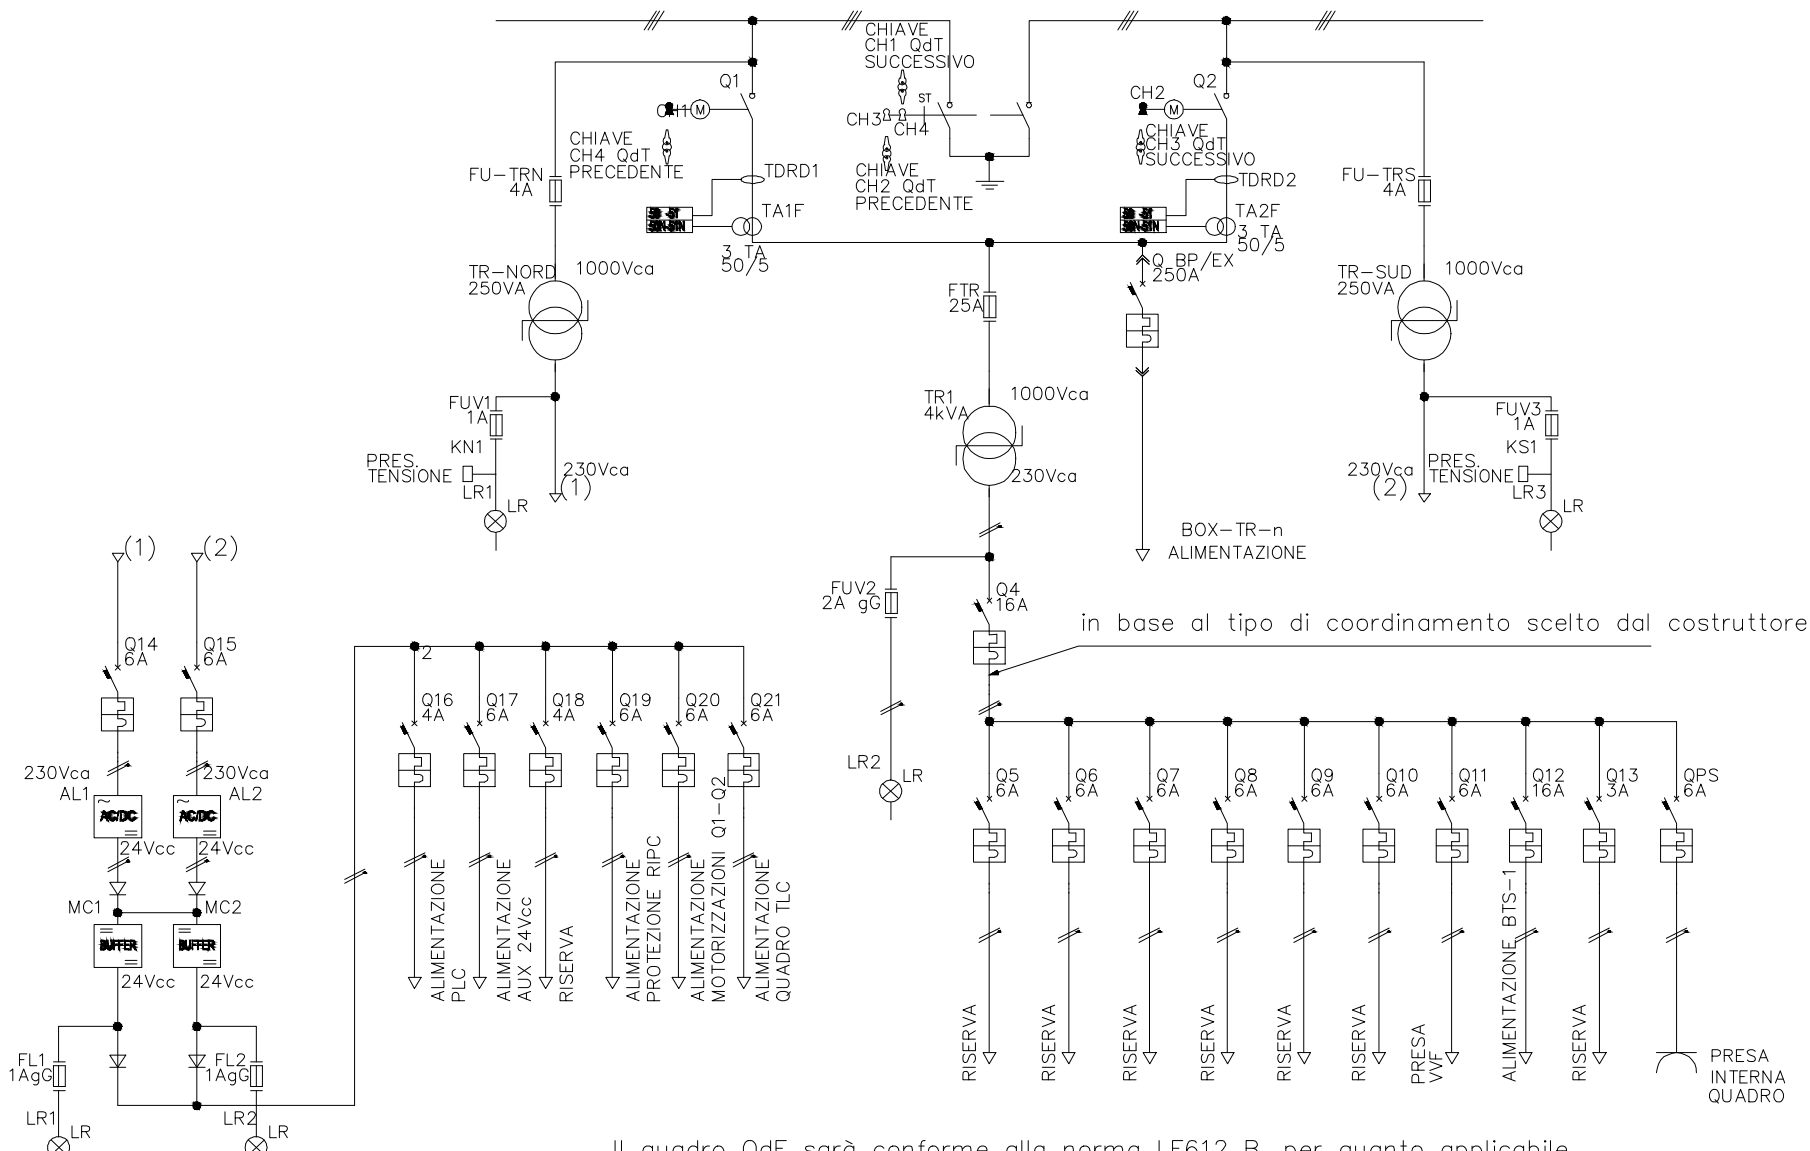 CHIAVE
CH1 QdT
SUCCESSIVO
Q1
M
CHIAVE
CH4 QdT
PRECEDENTE
ST
CH3
CH4
CHIAVE
CH2 QdT
PRECEDENTE
Q2
CH2
M
CHIAVE
CH3 QdT
SUCCESSIVO
FU-TRN
4A
TDRD1
TA1F
3 TA
50/5
TDRD2
TA2F
3 TA
50/5
FU-TRS
4A
TR-NORD
250VA
1000Vca
FTR
25A
Q BP/EX
250A
TR-SUD
250VA
1000Vca
FUV1
1A
KN1
PRES.
TENSIONE
LR1
LR
230Vca
(1)
TR1
4kVA
1000Vca
230Vca
BOX-TR-n
ALIMENTAZIONE
FUV3
1A
KS1
230Vca
(2)
PRES.
TENSIONE
LR3
LR
(1)
(2)
FUV2
2A gG
Q4
16A
in base al tipo di coordinamento scelto dal costruttore
LR2
LR
Q14
6A
Q15
6A
230Vca
AL1
230Vca
AL2
~
AC/DC
~
AC/DC
24Vcc
24Vcc
MC1
MC2
BUFFER
BUFFER
24Vcc
24Vcc
FL1
1AgG
FL2
1AgG
LR1
LR
LR2
LR
2
Q16
4A
Q17
6A
Q18
4A
Q19
6A
Q20
6A
Q21
6A
ALIMENTAZIONE
PLC
ALIMENTAZIONE
AUX 24Vcc
RISERVA
ALIMENTAZIONE
PROTEZIONE RIPC
ALIMENTAZIONE
MOTORIZZAZIONI Q1-Q2
ALIMENTAZIONE
QUADRO TLC
Q5
6A
Q6
6A
Q7
6A
Q8
6A
Q9
6A
Q10
6A
Q11
6A
Q12
16A
Q13
3A
QPS
6A
RISERVA
RISERVA
RISERVA
RISERVA
RISERVA
RISERVA
PRESA
VVF
ALIMENTAZIONE BTS-1
RISERVA
PRESA
INTERNA
QUADRO
Il quadro QdF sarà conforme alla norma LF612 B, per quanto applicabile